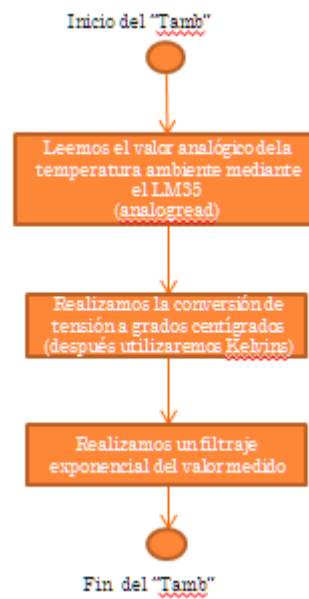 Inicio del “Tamb”
Leemos el valor analógico dela
temperatura ambiente mediante
el LM35
(analogread)
Realizamos la conversión de
tensión a grados centígrados
(después utilizaremos Kelvins)
Realizamos un filtraje
exponencial del valor medido
Fin del “Tamb”